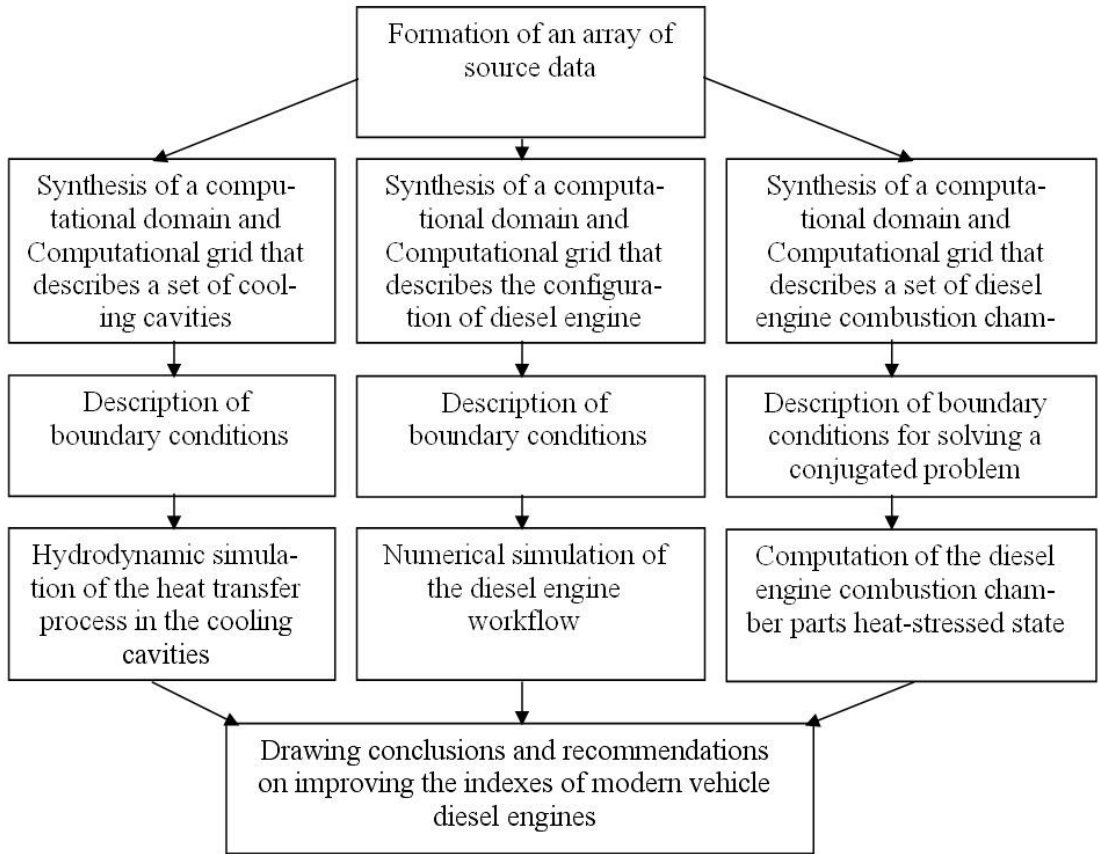 Formation of an array of
source data
Synthesis of a compu-
tational domain and
Computational grid that
describes a set of cool-
ing cavities
Synthesis of a computa-
tional domain and
Computational grid that
describes the configura-
tion of diesel engine
Synthesis of a computa-
tional domain and
Computational grid that
describes a set of diesel
engine combustion cham-
Description of
boundary conditions
Description of
boundary conditions
Description of boundary
conditions for solving a
conjugated problem
Hydrodynamic simula-
tion of the heat transfer
process in the cooling
cavities
Numerical simulation of
the diesel engine
workflow
Computation of the diesel
engine combustion cham-
ber parts heat-stressed state
Drawing conclusions and recommendations
on improving the indexes of modern vehicle
diesel engines